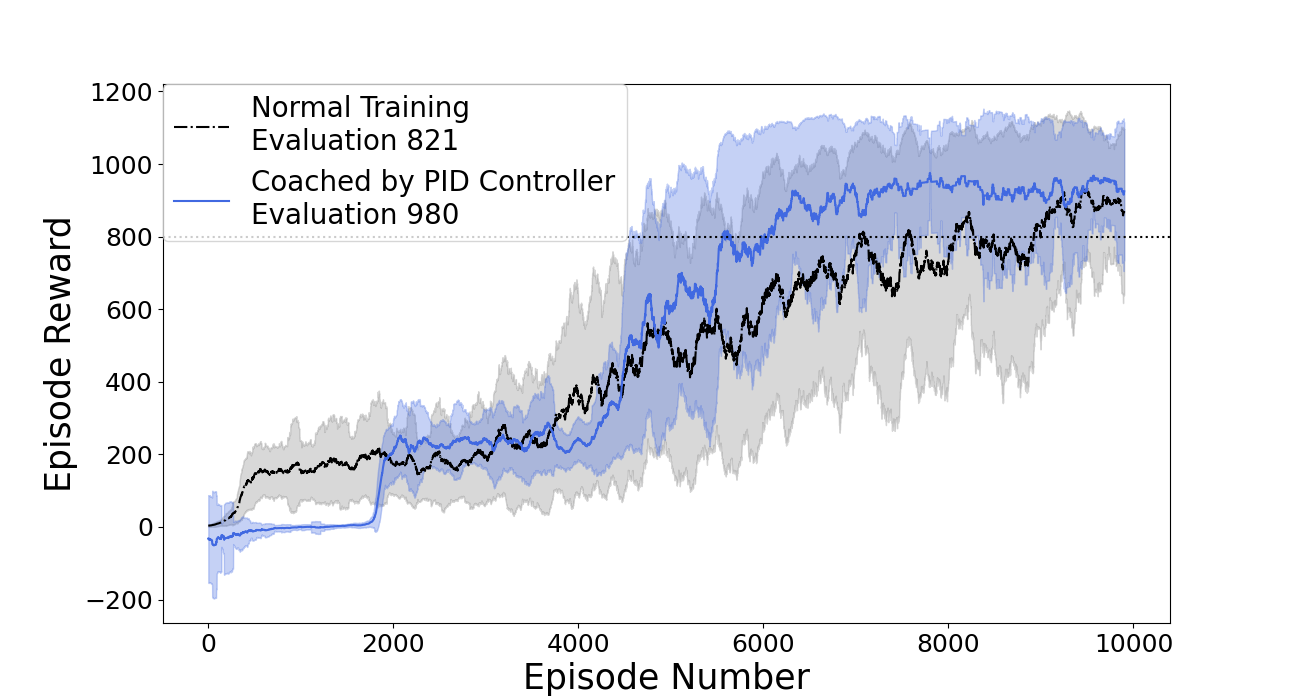 1200
1000
800
600
400
200
0
−200
Episode Reward
Normal Training
Evaluation 821
Coached by PID Controller
Evaluation 980
0
2000
4000
6000
8000
10000
Episode Number